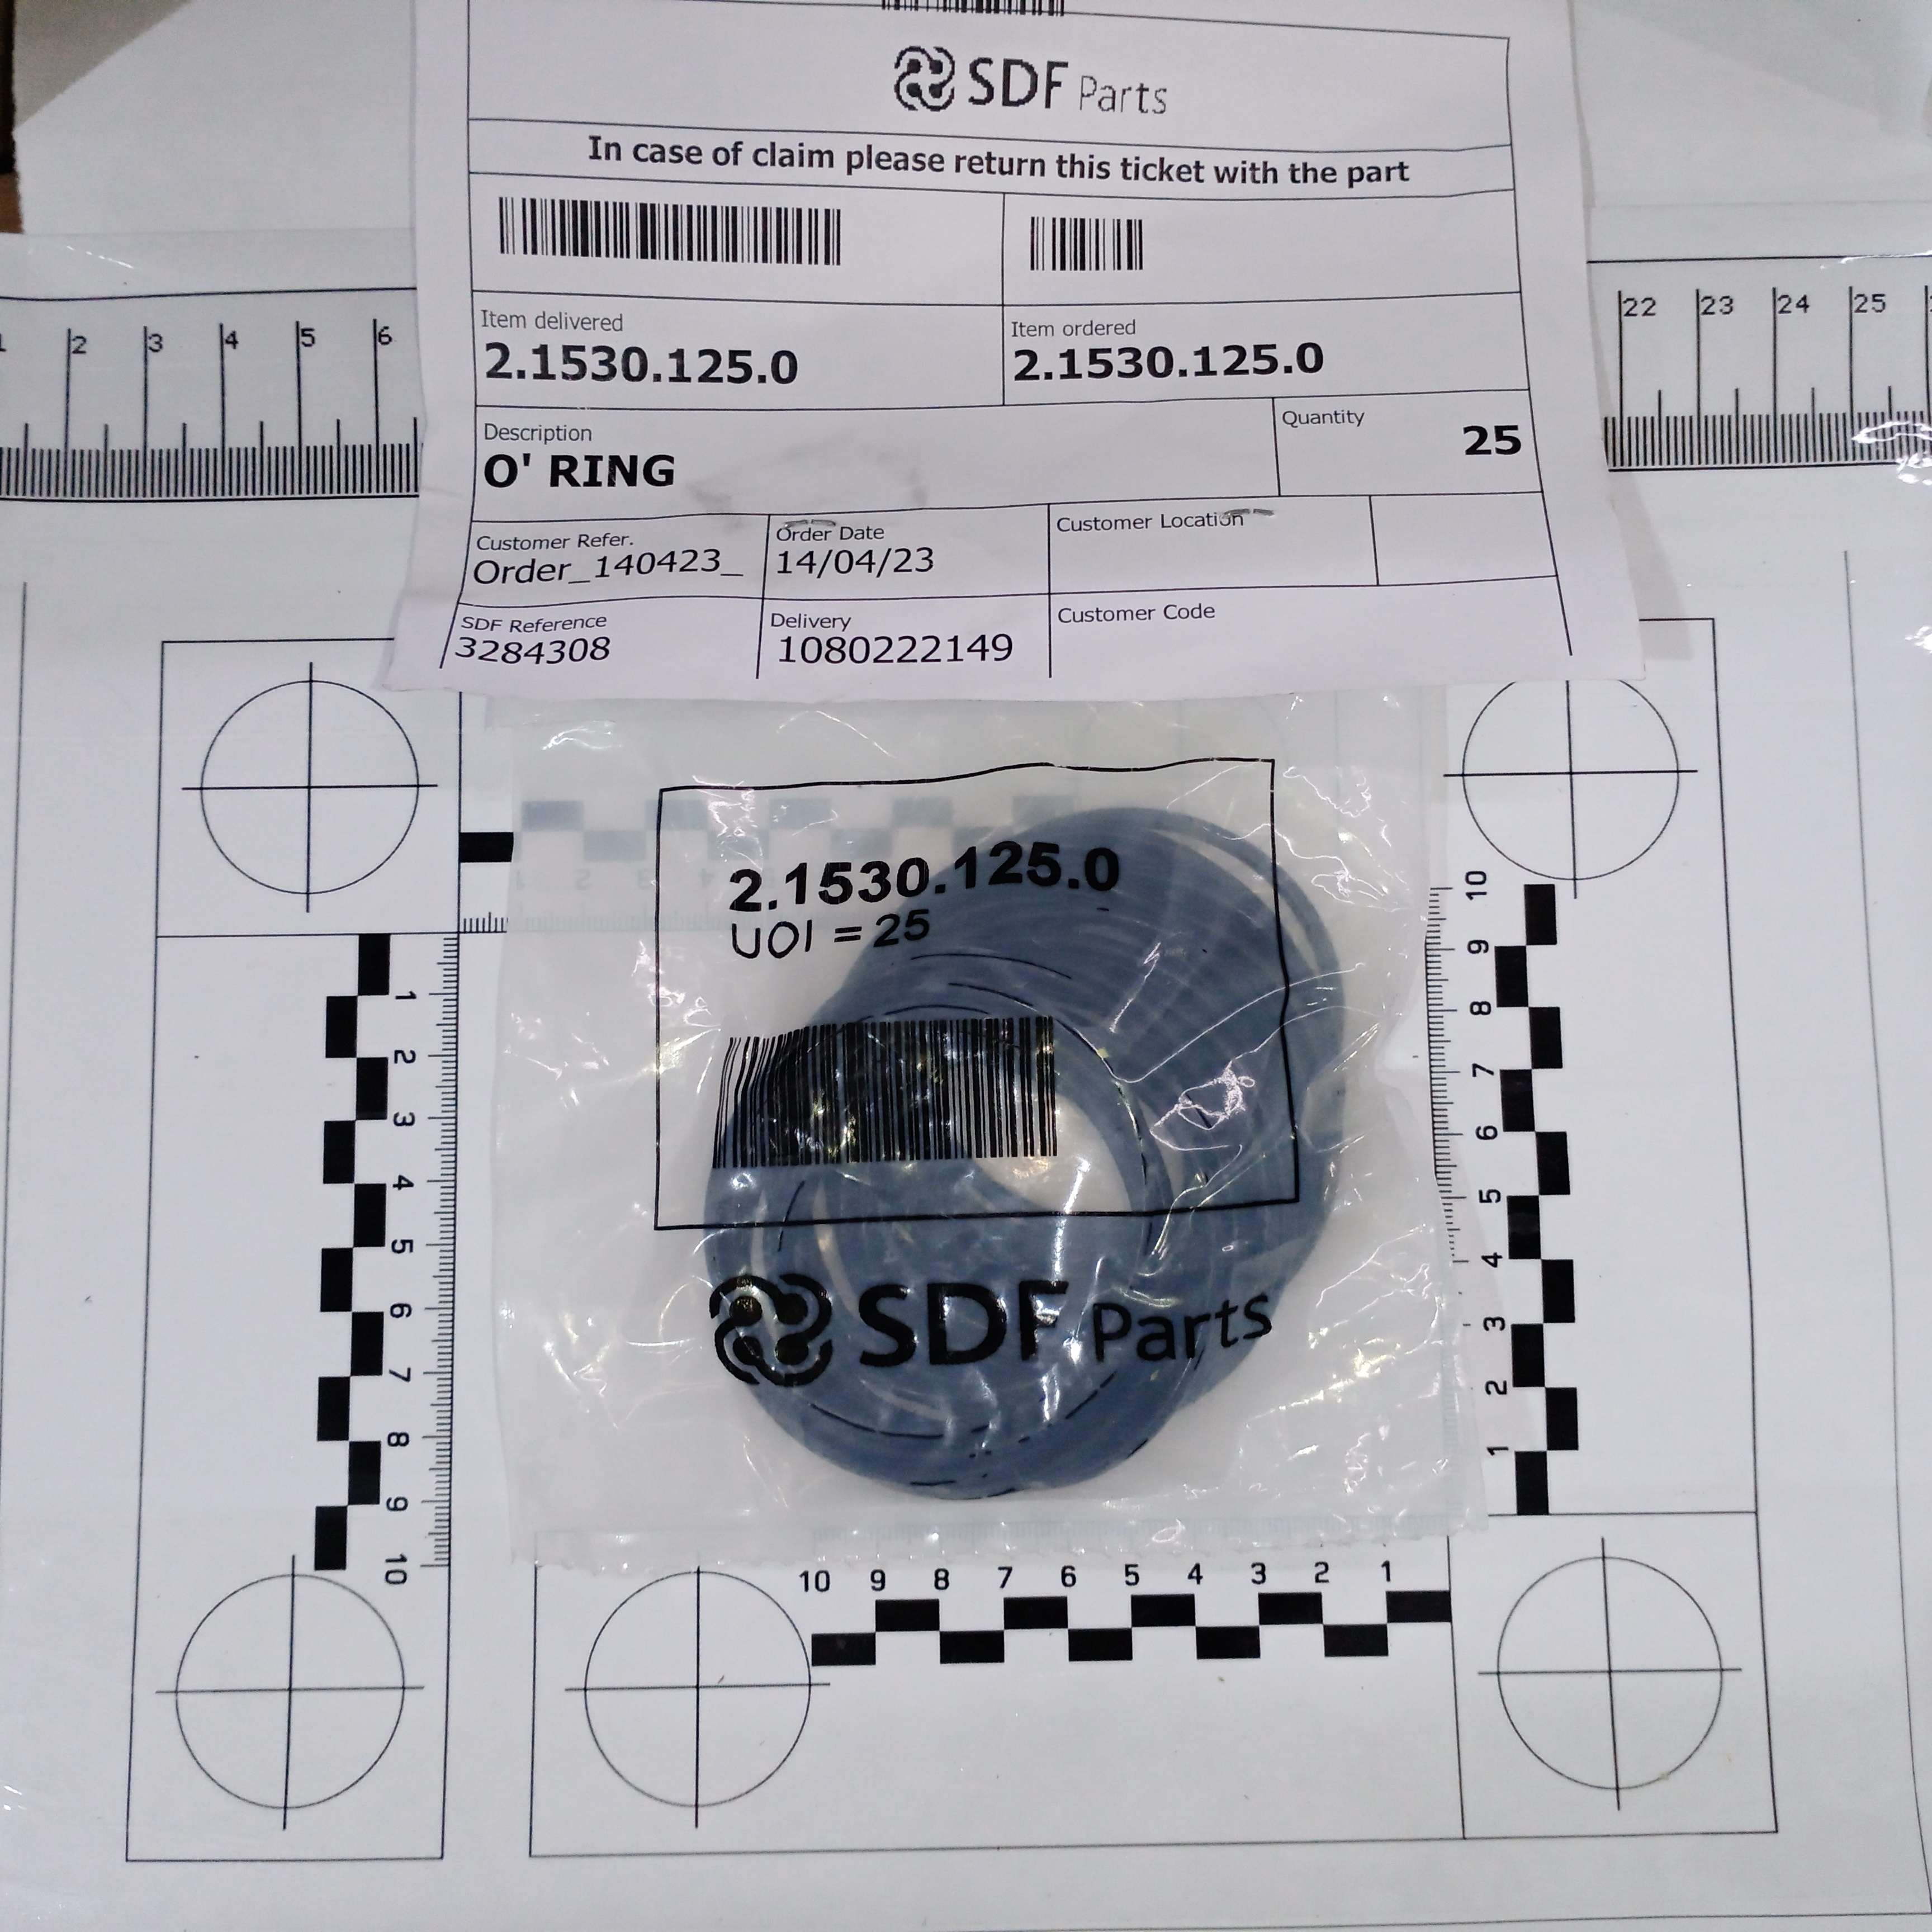 SDF Parts
In case of claim please return this ticket with the part
Item delivered
2.1530.125.0
Item ordered
2.1530.125.0
Description
O' RING
Quantity
25
Customer Refer.
Order_140423_
Order Date
14/04/23
Customer Location
SDF Reference
3284308
Delivery
1080222149
Customer Code
2 3 4 5 6
22 23 24 25
2.1530.125.0
UOI = 25
SDF Parts
1
2
3
4
5
6
7
8
9
10
10
9
8
7
6
5
4
3
2
1
10 9 8 7 6 5 4 3 2 1